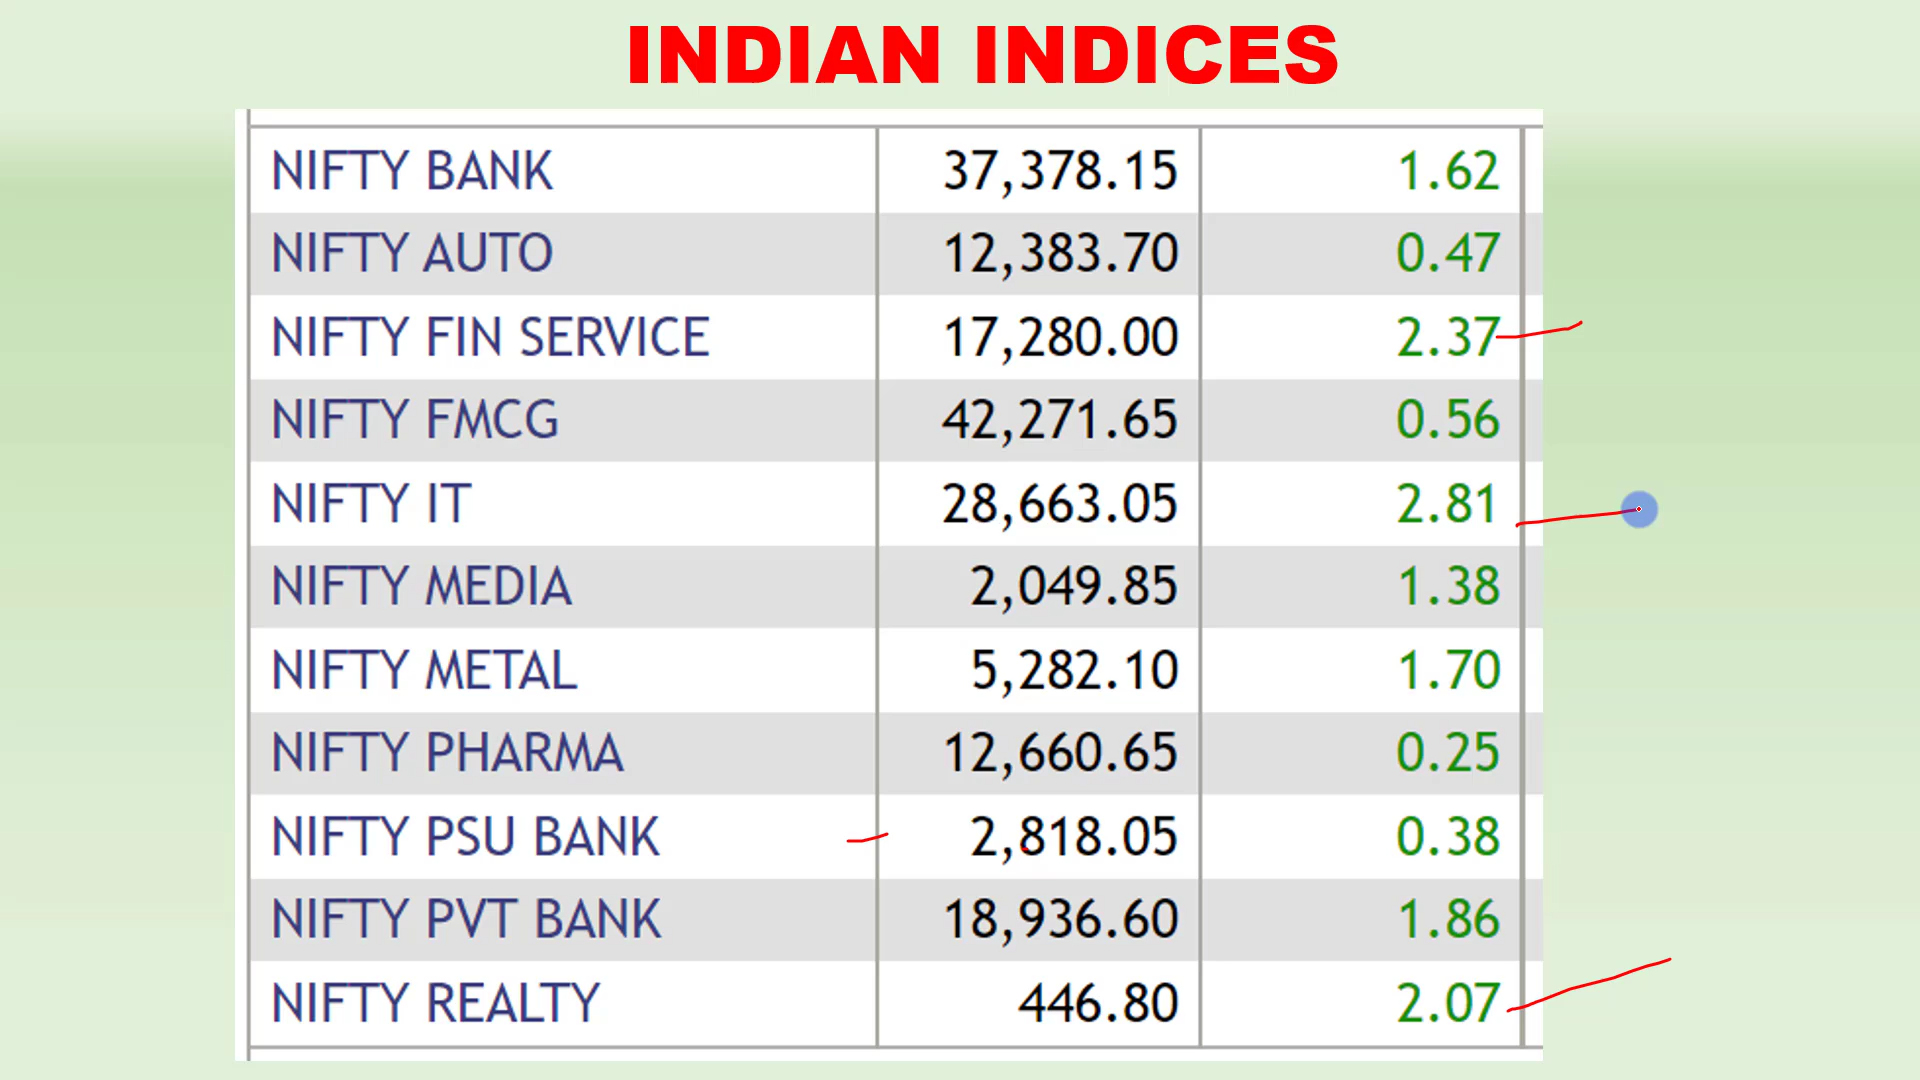 INDIAN INDICES
NIFTY BANK 37,378.15 1.62
NIFTY AUTO 12,383.70 0.47
NIFTY FIN SERVICE 17,280.00 2.37
NIFTY FMCG 42,271.65 0.56
NIFTY IT 28,663.05 2.81
NIFTY MEDIA 2,049.85 1.38
NIFTY METAL 5,282.10 1.70
NIFTY PHARMA 12,660.65 0.25
NIFTY PSU BANK 2,818.05 0.38
NIFTY PVT BANK 18,936.60 1.86
NIFTY REALTY 446.80 2.07